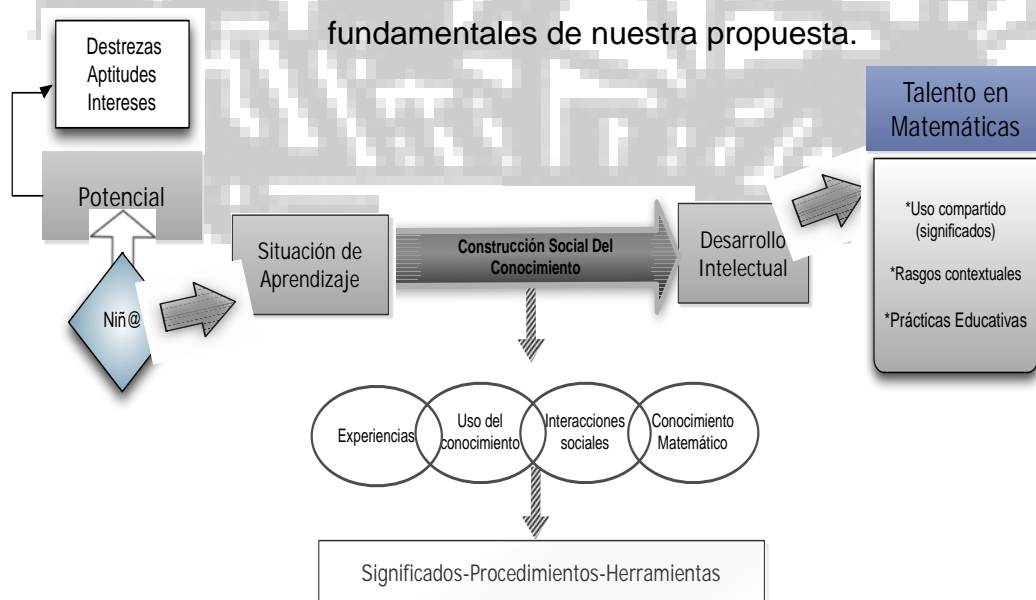 fundamentales de nuestra propuesta.
Destrezas
Aptitudes
Intereses
Potencial
Niñ@
Situación de
Aprendizaje
Construcción Social Del
Conocimiento
Desarrollo
Intelectual
Talento en
Matemáticas
*Uso compartido
(significados)
*Rasgos contextuales
*Prácticas Educativas
Experiencias
Uso del
conocimiento
Interacciones
sociales
Conocimiento
Matemático
Significados-Procedimientos-Herramientas